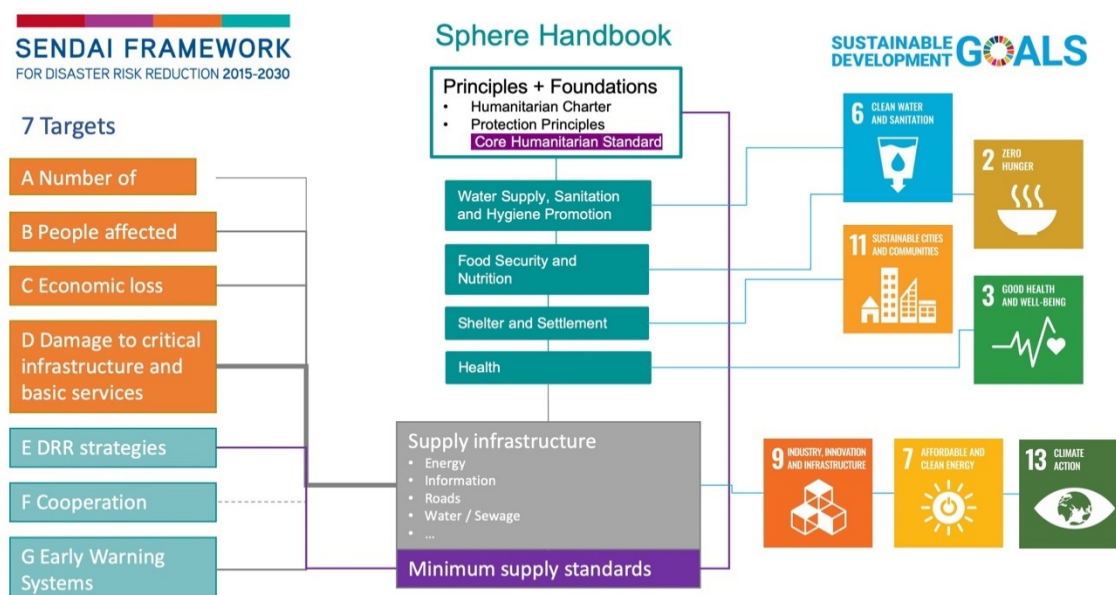 SENDAI FRAMEWORK
FOR DISASTER RISK REDUCTION 2015-2030
7 Targets
A Number of
B People affected
C Economic loss
D Damage to critical
infrastructure and
basic services
E DRR strategies
F Cooperation
G Early Warning
Systems
Sphere Handbook
Principles + Foundations
• Humanitarian Charter
• Protection Principles
Core Humanitarian Standard
Water Supply, Sanitation
and Hygiene Promotion
Food Security and
Nutrition
Shelter and Settlement
Health
Supply infrastructure
• Energy
• Information
• Roads
• Water / Sewage
• ...
Minimum supply standards
SUSTAINABLE
DEVELOPMENT GOALS
6 CLEAN WATER
AND SANITATION
2 ZERO
HUNGER
11 SUSTAINABLE CITIES
AND COMMUNITIES
3 GOOD HEALTH
AND WELL-BEING
9 INDUSTRY, INNOVATION
AND INFRASTRUCTURE
7 AFFORDABLE AND
CLEAN ENERGY
13 CLIMATE
ACTION